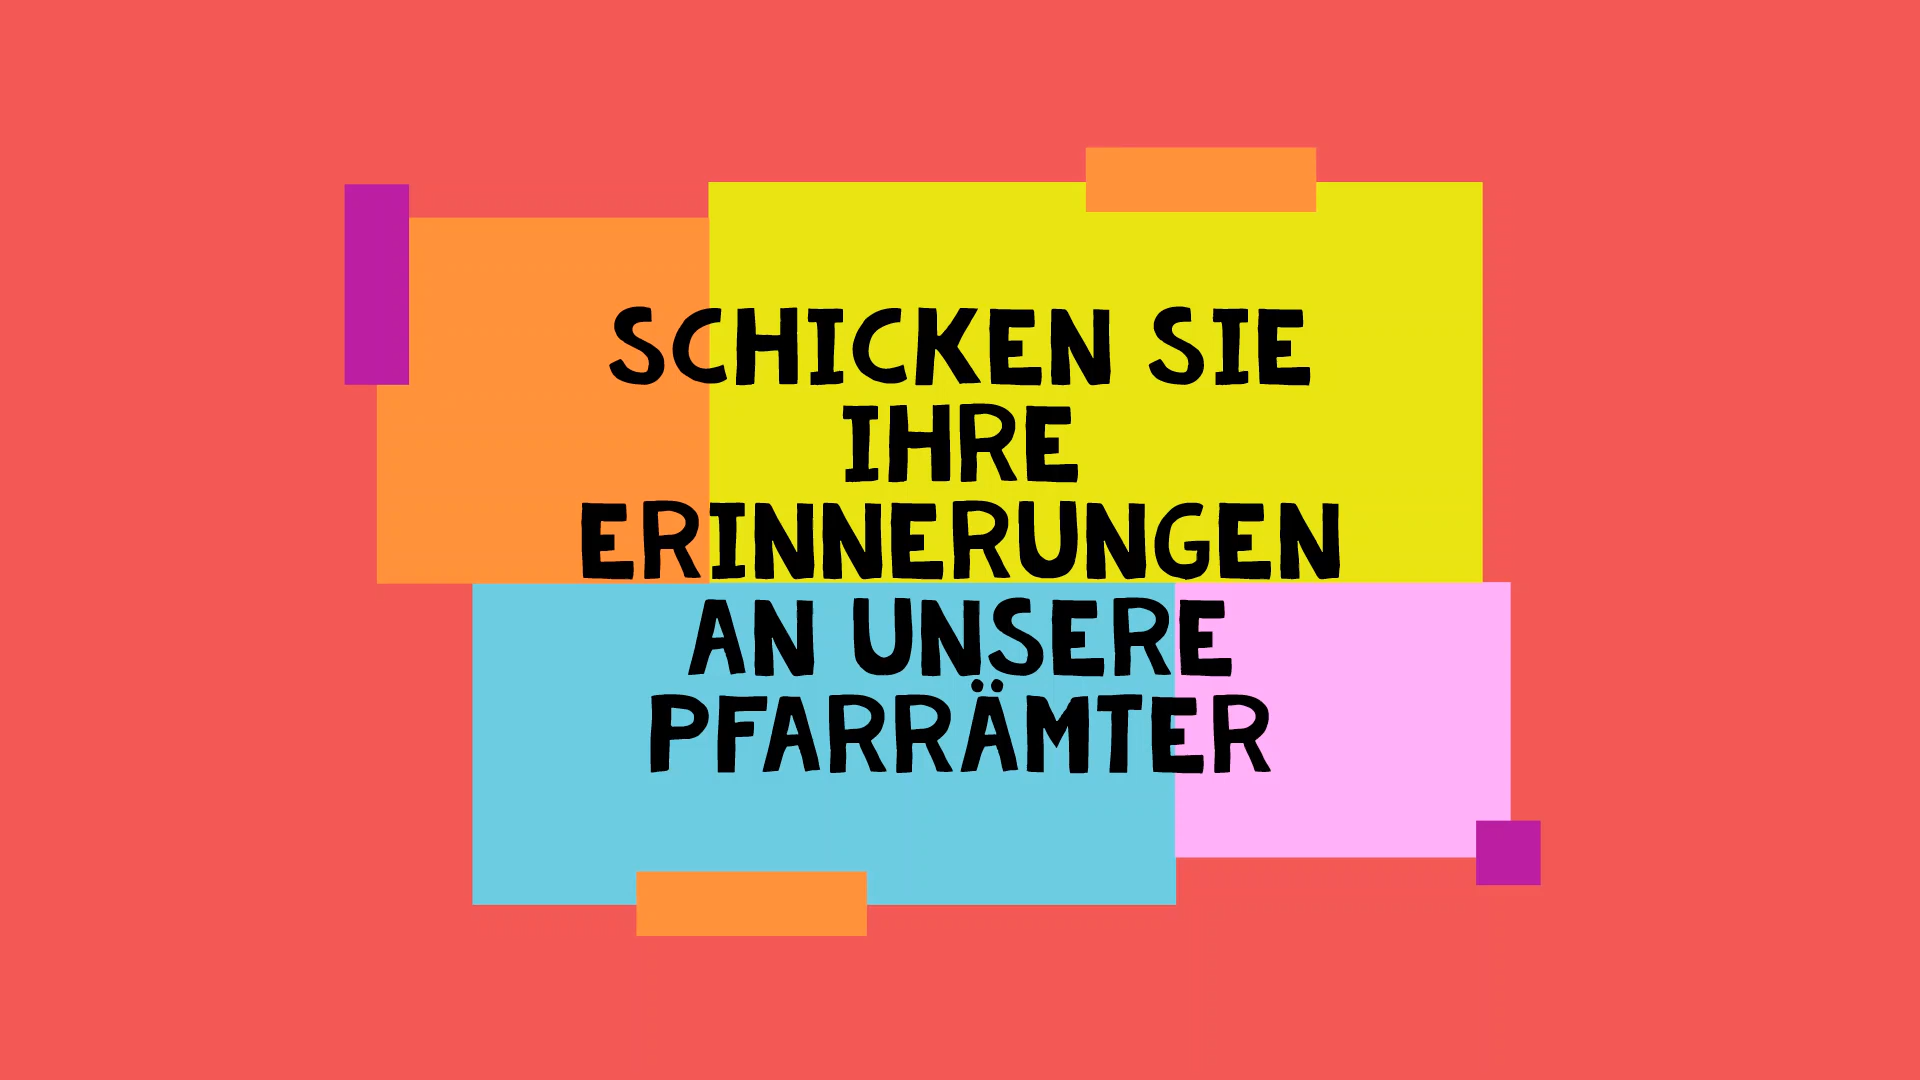 SCHICKEN SIE
IHRE
ERINNERUNGEN
AN UNSERE
PFARRÄMTER